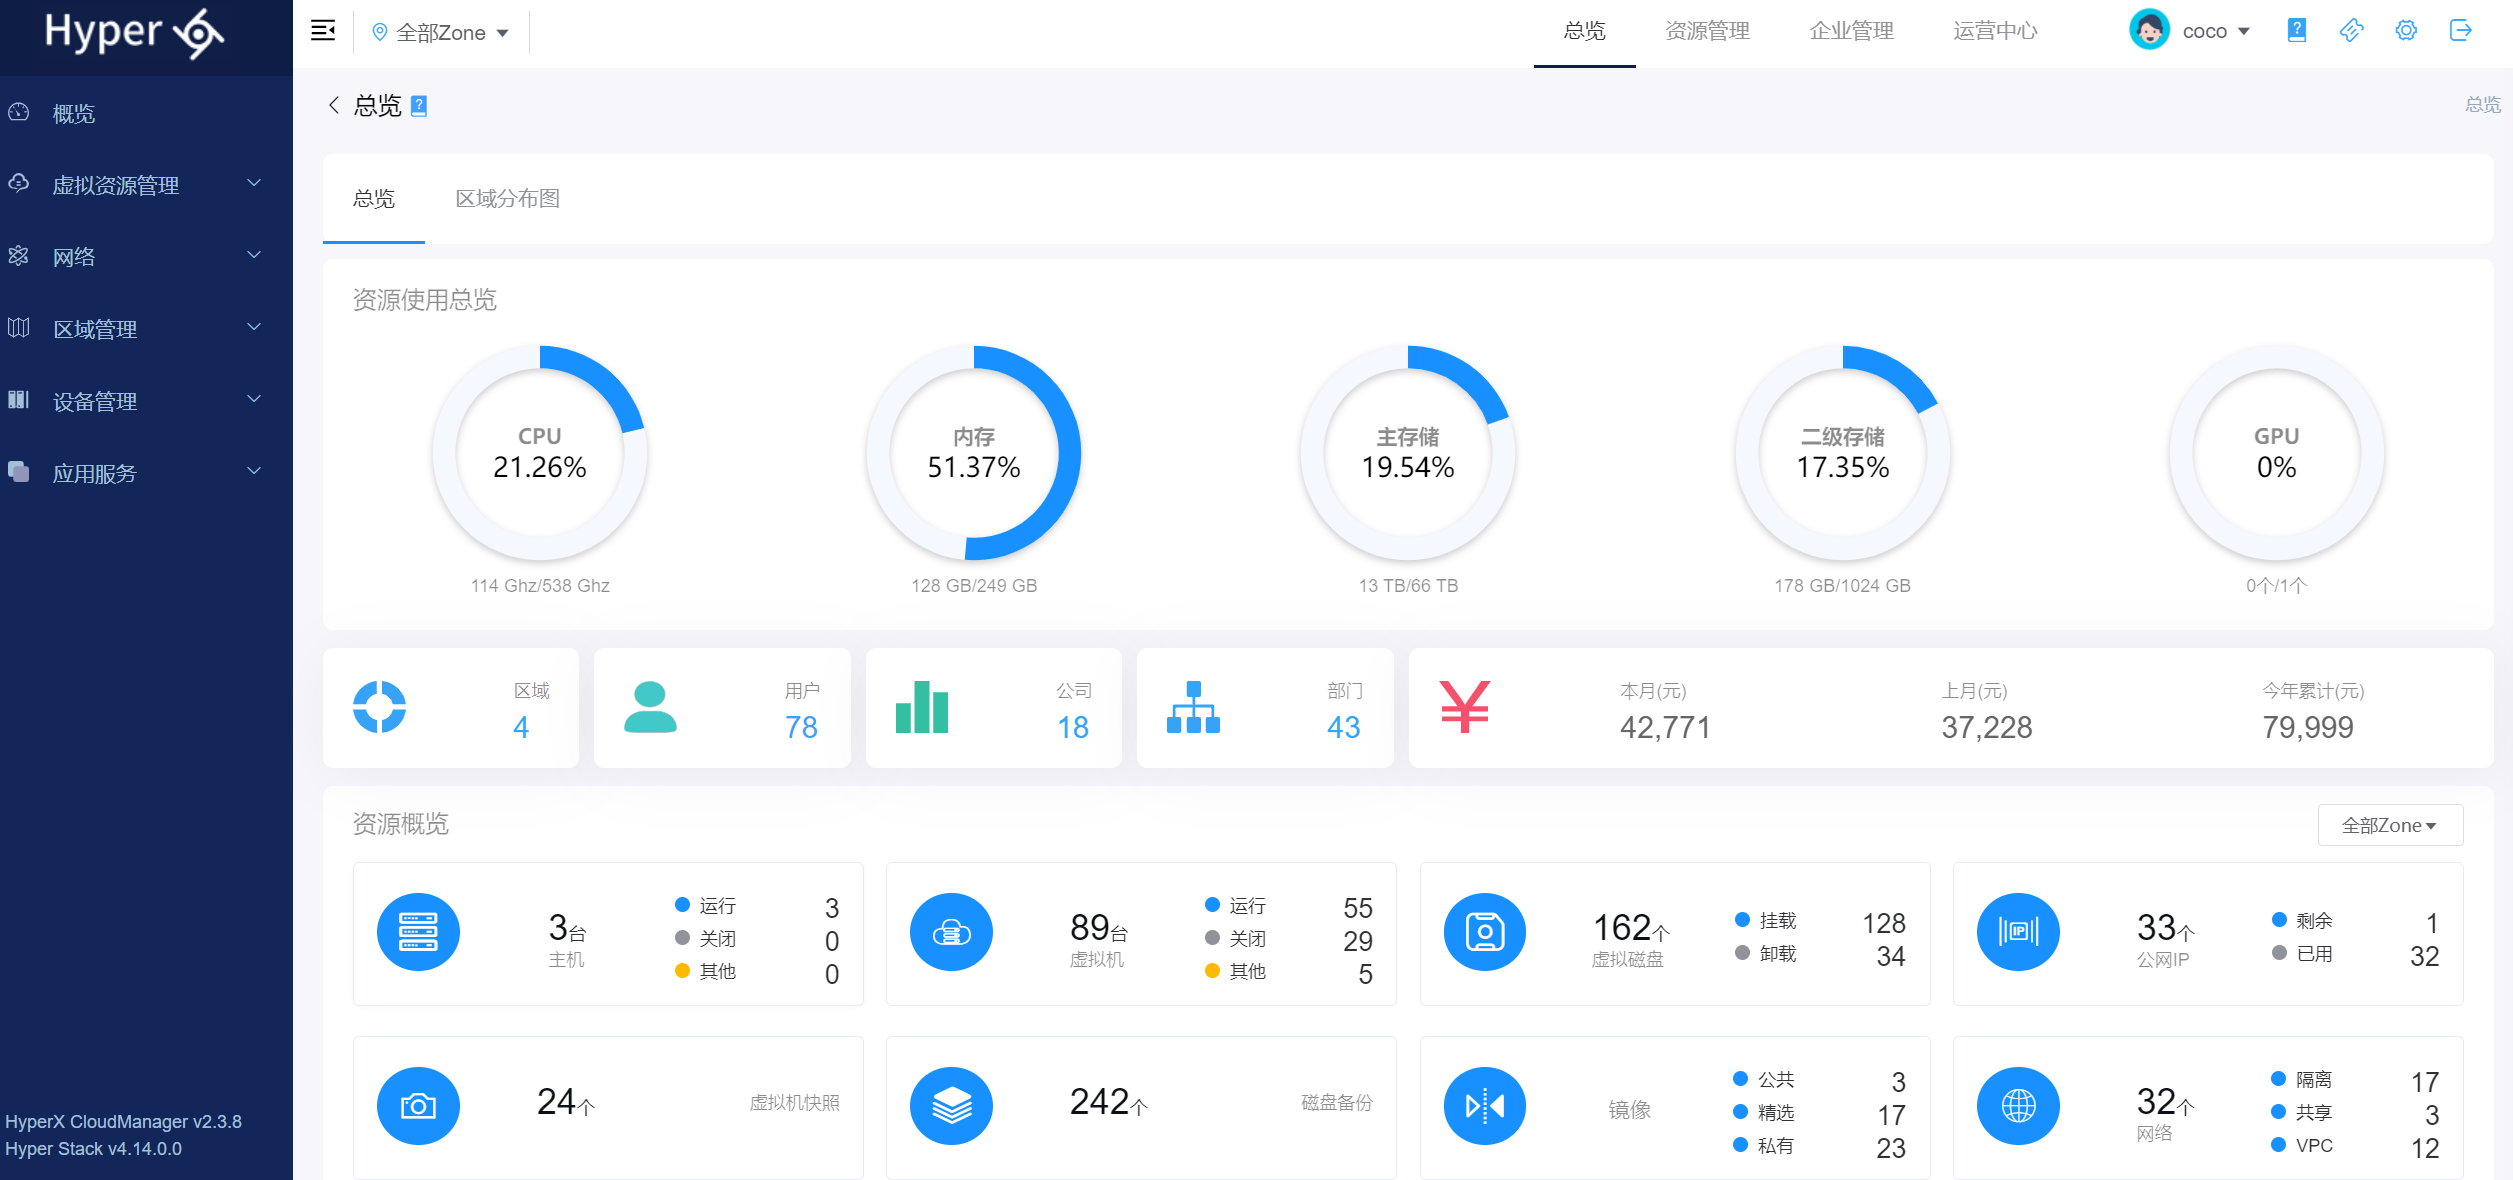 Hyper
全部Zone
总览
资源管理
企业管理
运营中心
coco
概览
虚拟资源管理
网络
区域管理
设备管理
应用服务
HyperX CloudManager v2.3.8
Hyper Stack v4.14.0.0
总览
总览
总览
区域分布图
资源使用总览
CPU
21.26%
114 Ghz/538 Ghz
内存
51.37%
128 GB/249 GB
主存储
19.54%
13 TB/66 TB
二级存储
17.35%
178 GB/1024 GB
GPU
0%
0个/1个
区域
4
用户
78
公司
18
部门
43
¥
本月(元)
42,771
上月(元)
37,228
今年累计(元)
79,999
资源概览
全部Zone
3台
主机
运行 3
关闭 0
其他 0
89台
虚拟机
运行 55
关闭 29
其他 5
162个
虚拟磁盘
挂载 128
卸载 34
IP
33个
公网IP
剩余 1
已用 32
24个
虚拟机快照
242个
磁盘备份
镜像
公共 3
精选 17
私有 23
32个
网络
隔离 17
共享 3
VPC 12